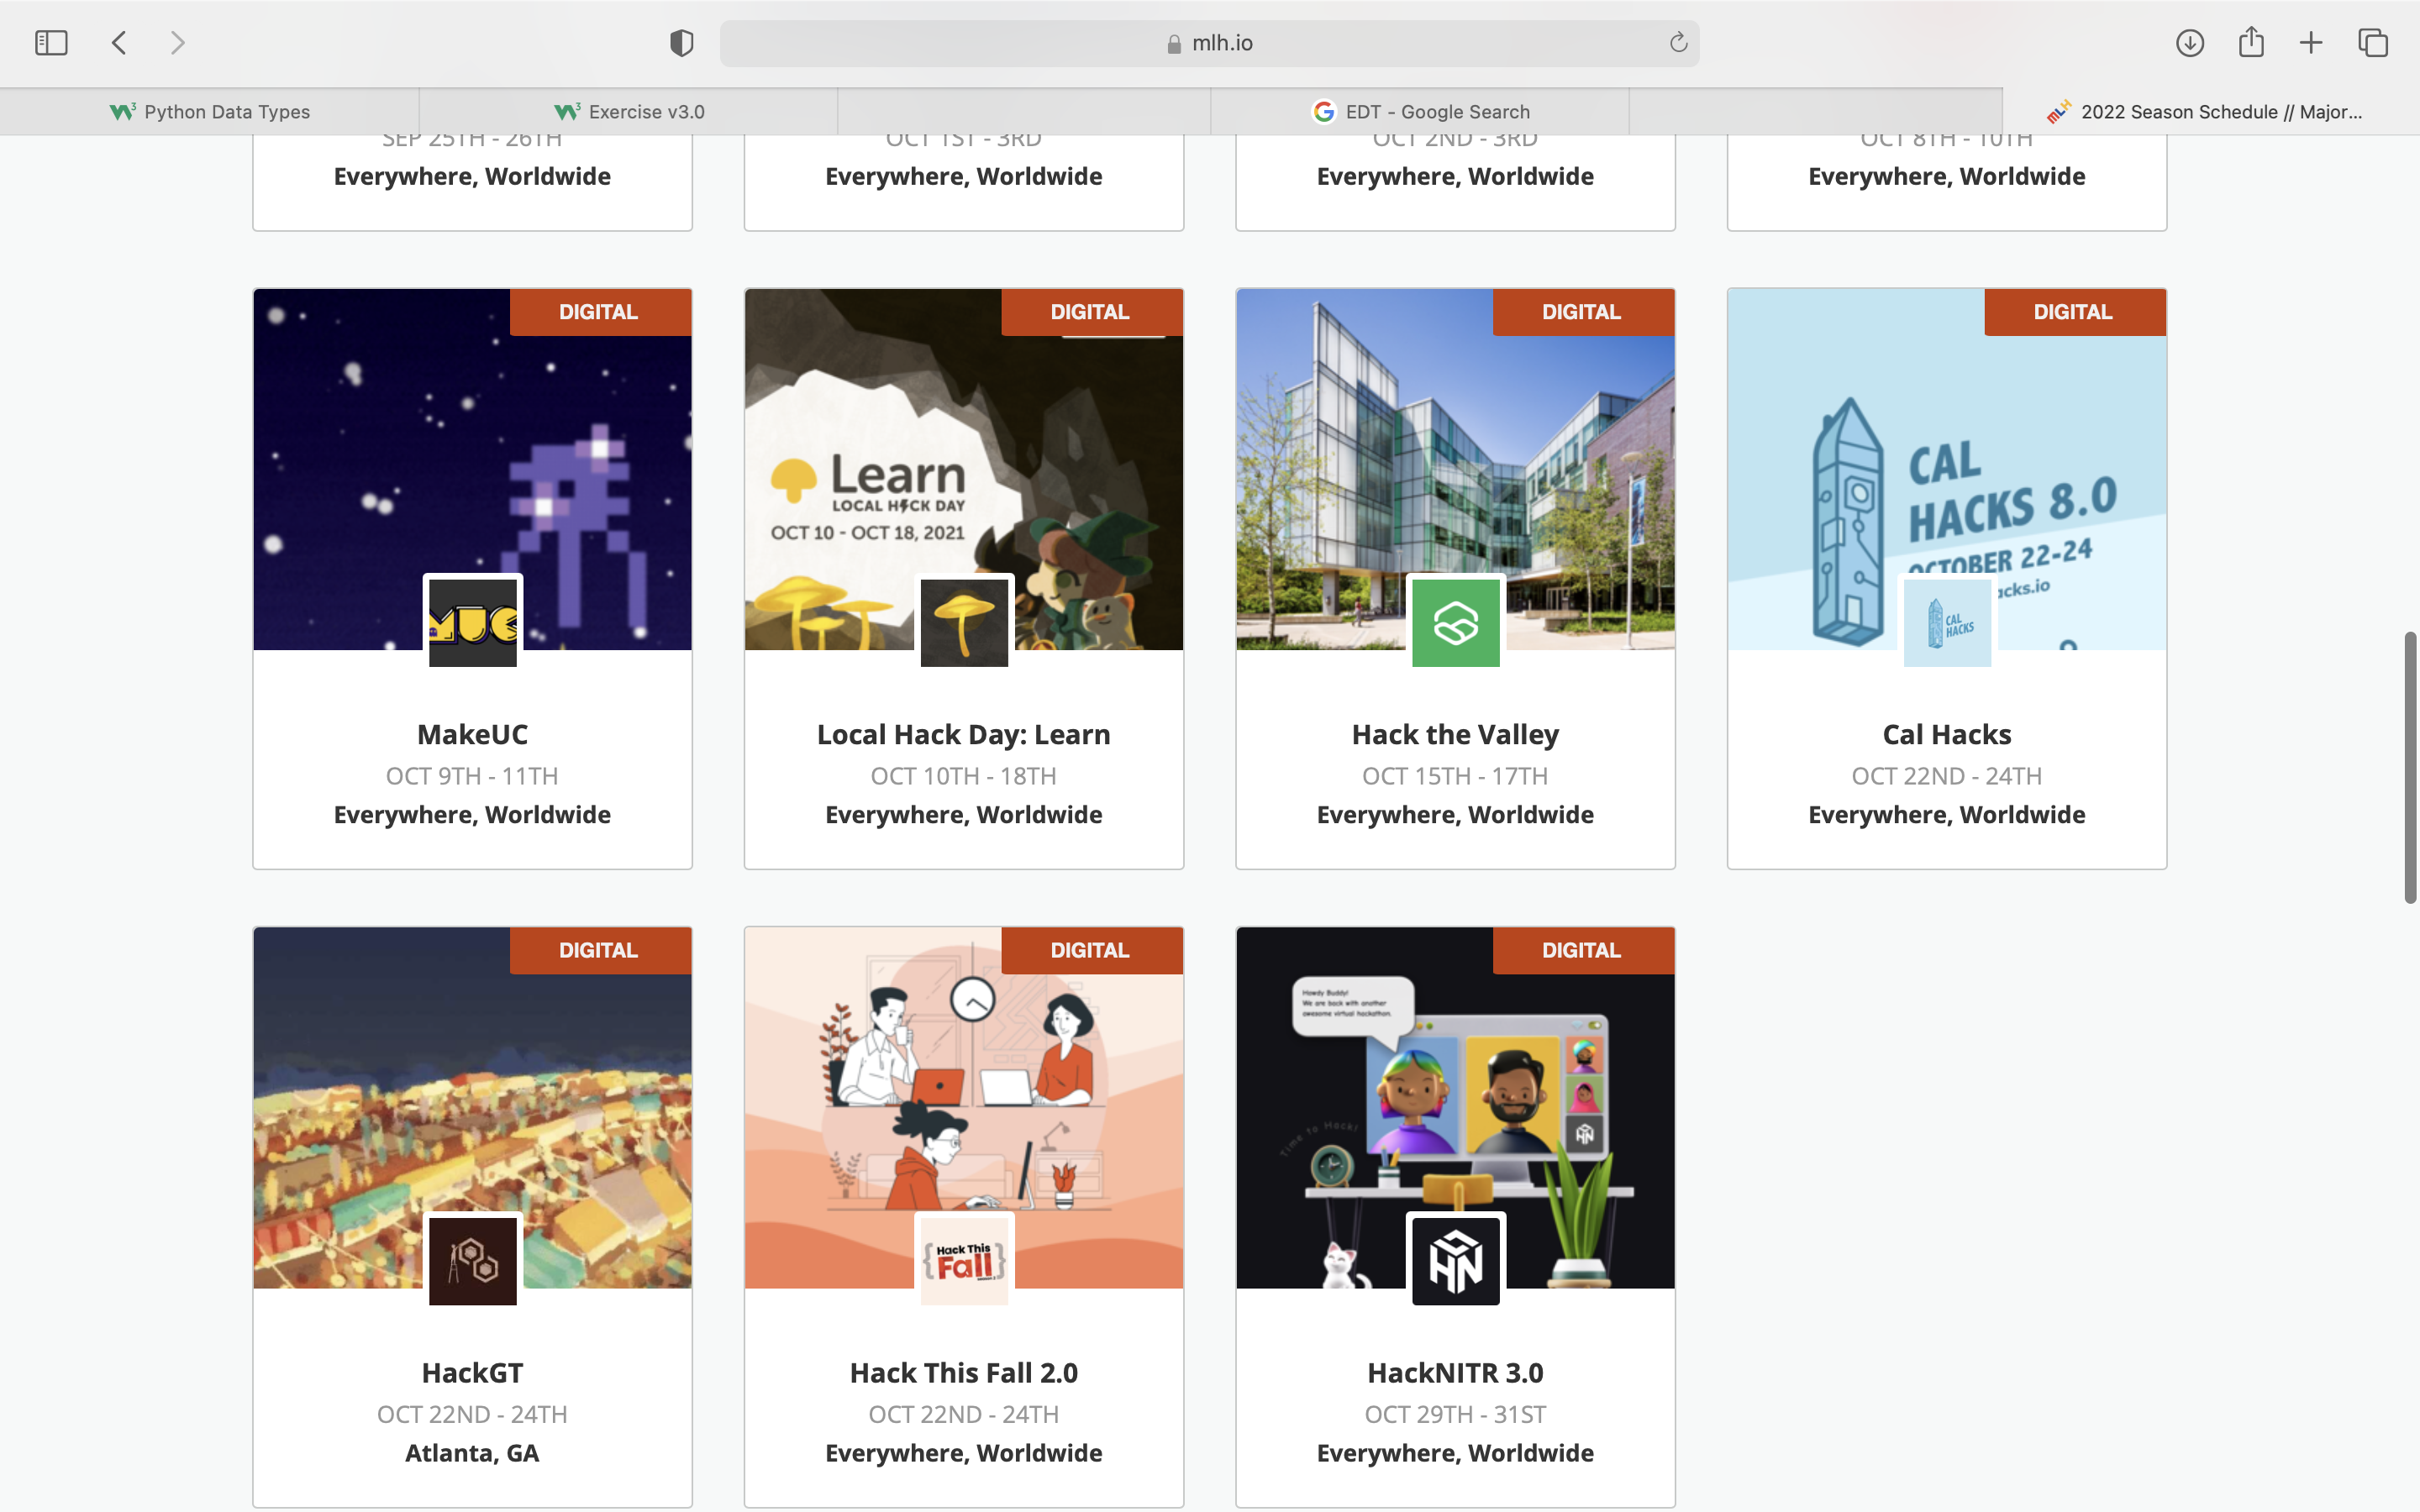 mlh.io
W3 Python Data Types
W3 Exercise v3.0
EDT - Google Search
2022 Season Schedule // Major...
SEP 25TH - 26TH
Everywhere, Worldwide
OCT 1ST - 3RD
Everywhere, Worldwide
OCT 2ND - 3RD
Everywhere, Worldwide
OCT 8TH - 10TH
Everywhere, Worldwide
DIGITAL
MUC
MakeUC
OCT 9TH - 11TH
Everywhere, Worldwide
DIGITAL
Learn
LOCAL HACK DAY
OCT 10 - OCT 18, 2021
Local Hack Day: Learn
OCT 10TH - 18TH
Everywhere, Worldwide
DIGITAL
Hack the Valley
OCT 15TH - 17TH
Everywhere, Worldwide
DIGITAL
CAL
HACKS 8.0
OCTOBER 22-24
acks.io
CAL
HACKS
Cal Hacks
OCT 22ND - 24TH
Everywhere, Worldwide
DIGITAL
HackGT
OCT 22ND - 24TH
Atlanta, GA
DIGITAL
Hack This
Fall
Hack This Fall 2.0
OCT 22ND - 24TH
Everywhere, Worldwide
DIGITAL
Howdy Buddy!
We are back with another
awesome virtual hackathon.
Time to Hack!
HN
HackNITR 3.0
OCT 29TH - 31ST
Everywhere, Worldwide